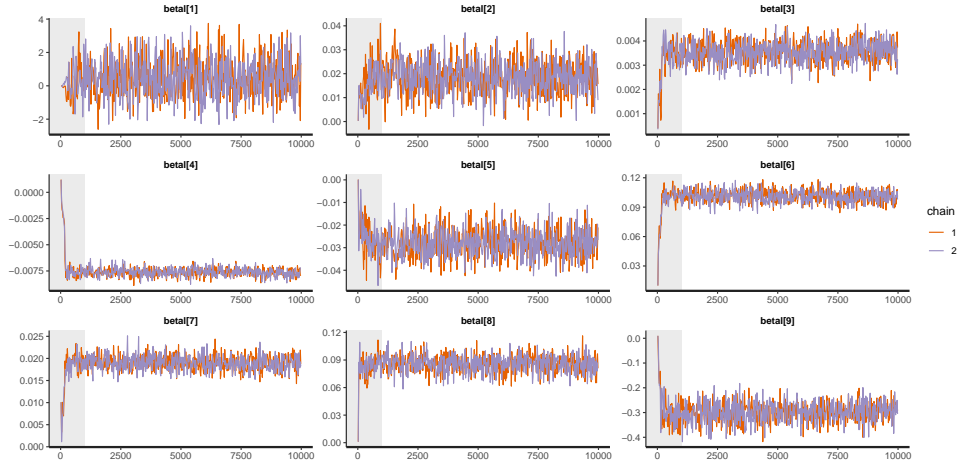 betal[1]
betal[2]
betal[3]
4
2
0
−2
0.04
0.03
0.02
0.01
0.00
0.004
0.003
0.001
0 2500 5000 7500 10000
0 2500 5000 7500 10000
0 2500 5000 7500 10000
betal[4]
betal[5]
betal[6]
0.0000
−0.0025
−0.0050
−0.0075
0.00
−0.01
−0.02
−0.03
−0.04
0.12
0.09
0.06
0.03
0 2500 5000 7500 10000
0 2500 5000 7500 10000
0 2500 5000 7500 10000
chain
1
2
betal[7]
betal[8]
betal[9]
0.025
0.020
0.015
0.010
0.005
0.000
0.12
0.09
0.06
0.03
0.00
0.0
−0.1
−0.2
−0.3
−0.4
0 2500 5000 7500 10000
0 2500 5000 7500 10000
0 2500 5000 7500 10000